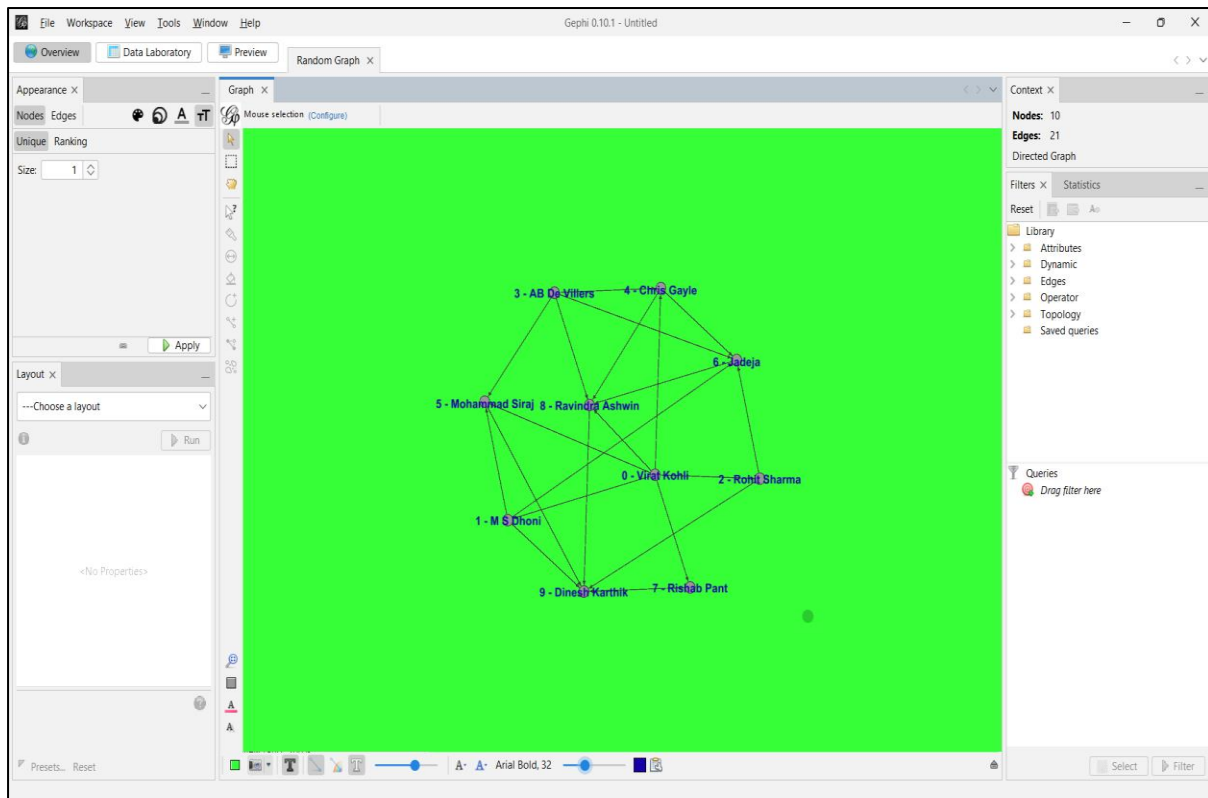 File Workspace View Tools Window Help
Gephi 0.10.1 - Untitled
Overview
Data Laboratory
Preview
Random Graph
Appearance
Nodes Edges
Unique Ranking
Size: 1
Apply
Layout
---Choose a layout
Run
<No Properties>
Presets... Reset
Graph
Mouse selection (Configure)
3 - AB De Villers
4 - Chris Gayle
6 - Jadeja
5 - Mohammad Siraj
8 - Ravindra Ashwin
0 - Virat Kohli
2 - Rohit Sharma
1 - M S Dhoni
9 - Dinesh Karthik
7 - Rishab Pant
T
T
A- A- Arial Bold, 32
Context
Nodes: 10
Edges: 21
Directed Graph
Filters Statistics
Reset
Library
Attributes
Dynamic
Edges
Operator
Topology
Saved queries
Queries
Drag filter here
Select
Filter